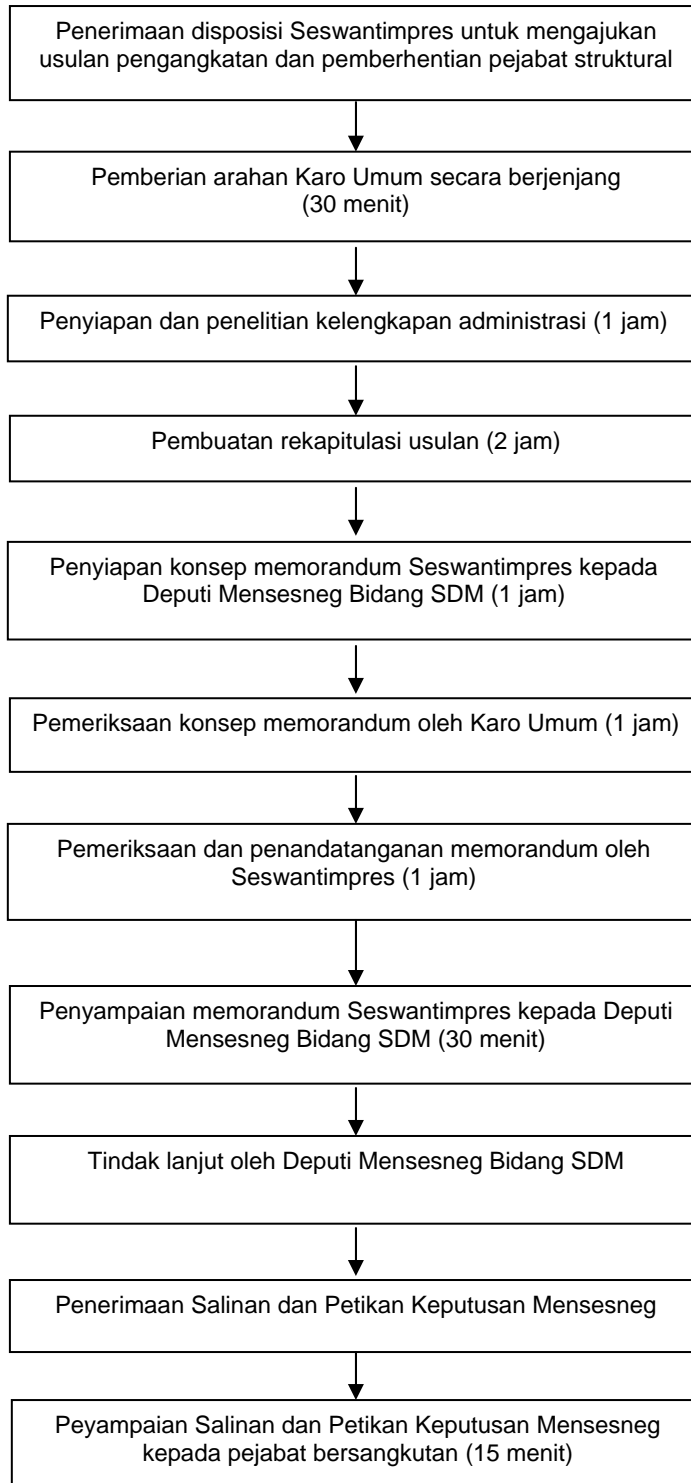 Penerimaan disposisi Seswantimpres untuk mengajukan
usulan pengangkatan dan pemberhentian pejabat struktural
Pemberian arahan Karo Umum secara berjenjang
(30 menit)
Penyiapan dan penelitian kelengkapan administrasi (1 jam)
Pembuatan rekapitulasi usulan (2 jam)
Penyiapan konsep memorandum Seswantimpres kepada
Deputi Mensesneg Bidang SDM (1 jam)
Pemeriksaan konsep memorandum oleh Karo Umum (1 jam)
Pemeriksaan dan penandatanganan memorandum oleh
Seswantimpres (1 jam)
Penyampaian memorandum Seswantimpres kepada Deputi
Mensesneg Bidang SDM (30 menit)
Tindak lanjut oleh Deputi Mensesneg Bidang SDM
Penerimaan Salinan dan Petikan Keputusan Mensesneg
Peyampaian Salinan dan Petikan Keputusan Mensesneg
kepada pejabat bersangkutan (15 menit)